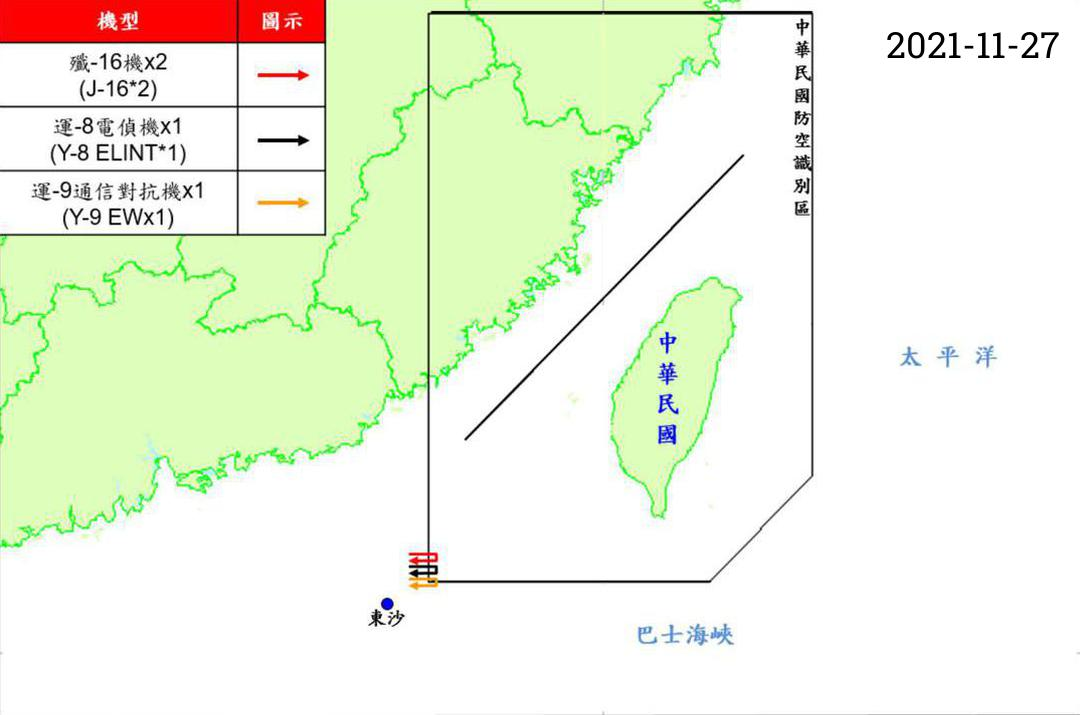 機型 圖示
殲-16機x2
(J-16*2)
運-8電偵機x1
(Y-8 ELINT*1)
運-9通信對抗機x1
(Y-9 EWx1)
2021-11-27
中華民國防空識別區
中華民國
太平洋
東沙
巴士海峽